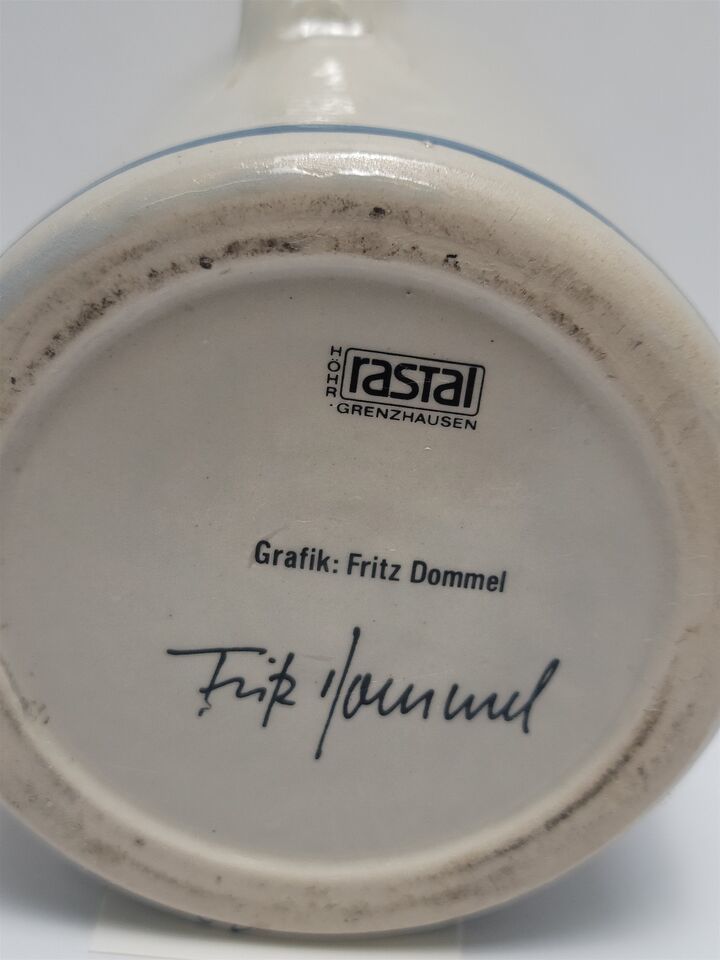 HÖHR
rastal
·GRENZHAUSEN
Grafik: Fritz Dommel
Fritz Dommel